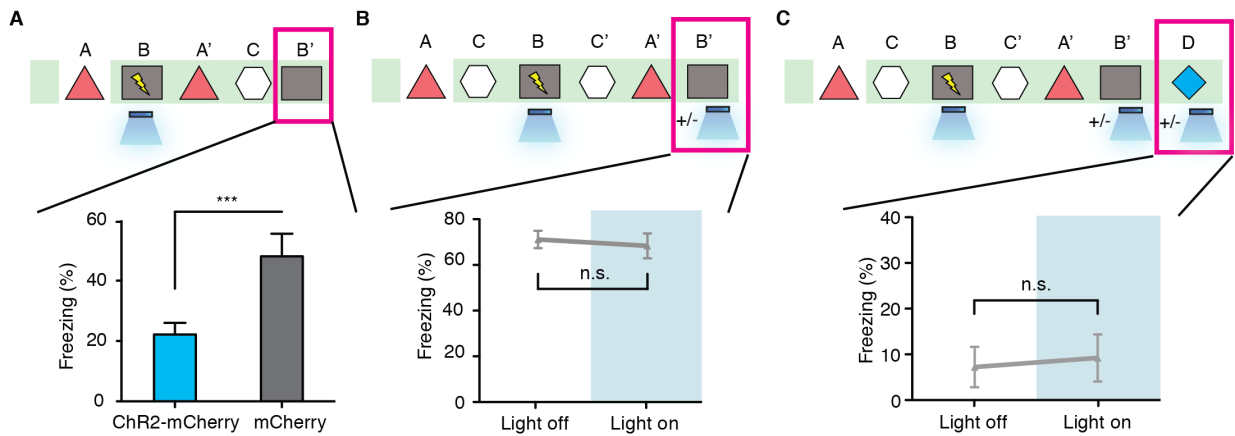 A
A B A' C B'
***
Freezing (%)
60
40
20
0
ChR2-mCherry mCherry
B
A C B C' A' B'
+/-
Freezing (%)
80
60
40
20
0
n.s.
Light off Light on
C
A C B C' A' B' D
+/- +/-
Freezing (%)
40
30
20
10
0
n.s.
Light off Light on